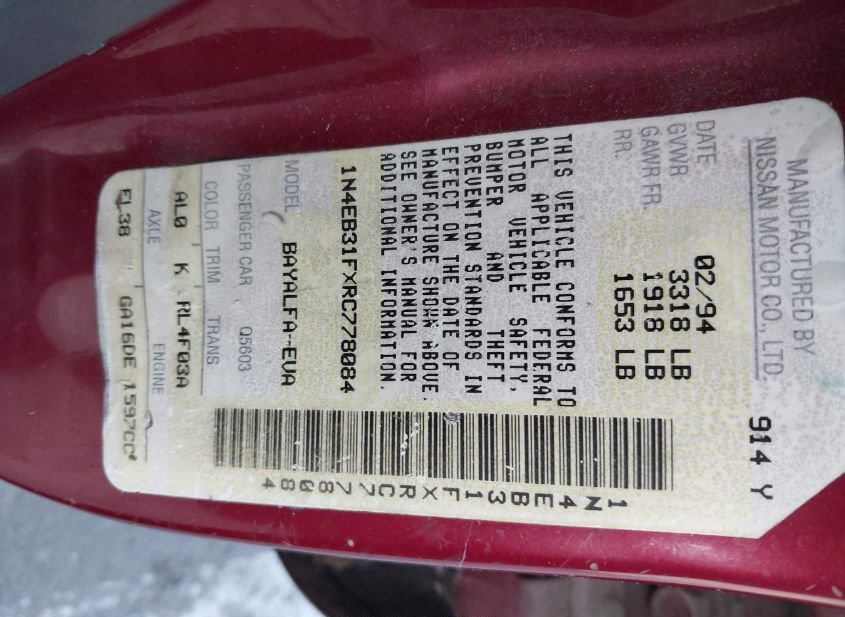 MANUFACTURED BY
NISSAN MOTOR CO., LTD.
914 Y
DATE 02/94
GVWR 3318 LB
GAWR FR. 1918 LB
RR. 1653 LB
THIS VEHICLE CONFORMS TO
ALL APPLICABLE FEDERAL
MOTOR VEHICLE SAFETY,
BUMPER AND THEFT
PREVENTION STANDARDS IN
EFFECT ON THE DATE OF
MANUFACTURE SHOWN ABOVE.
SEE OWNER'S MANUAL FOR
ADDITIONAL INFORMATION.
1N4EB31FXRC778084
MODEL BAYALFA-EUA
PASSENGER CAR Q5603
COLOR TRIM TRANS
AL0 K RL4F03A
AXLE ENGINE
FL38 GA16DE 1597CC
1N4EB31FXRC778084